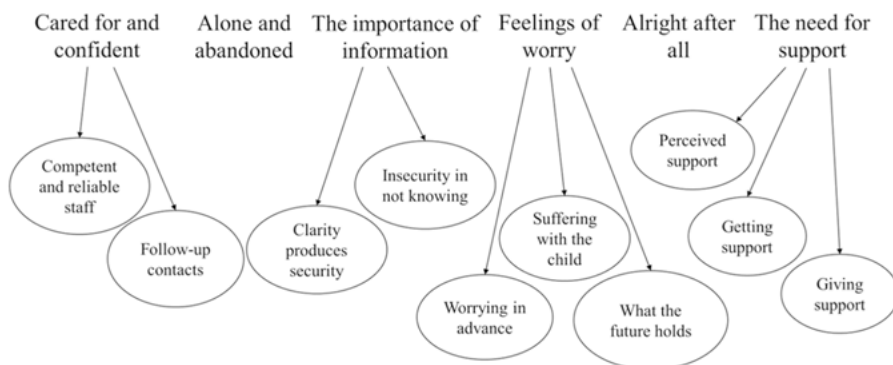 Cared for and
confident
Alone and
abandoned
The importance of
information
Feelings of
worry
Alright after
all
The need for
support
Competent
and reliable
staff
Follow-up
contacts
Clarity
produces
security
Insecurity in
not knowing
Worrying in
advance
Suffering
with the
child
What the
future holds
Perceived
support
Getting
support
Giving
support